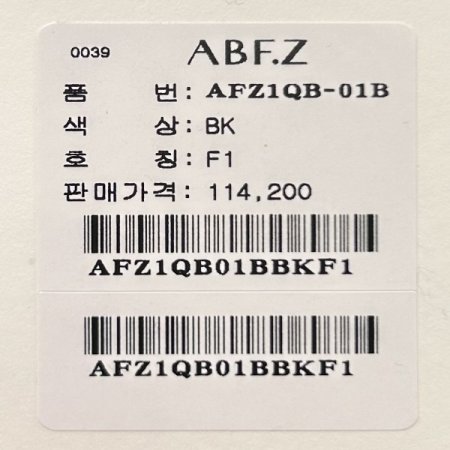 0039 ABF.Z
품 번: AFZ1QB-01B
색 상: BK
호 칭: F1
판매가격: 114,200
AFZ1QB01BBKF1
AFZ1QB01BBKF1